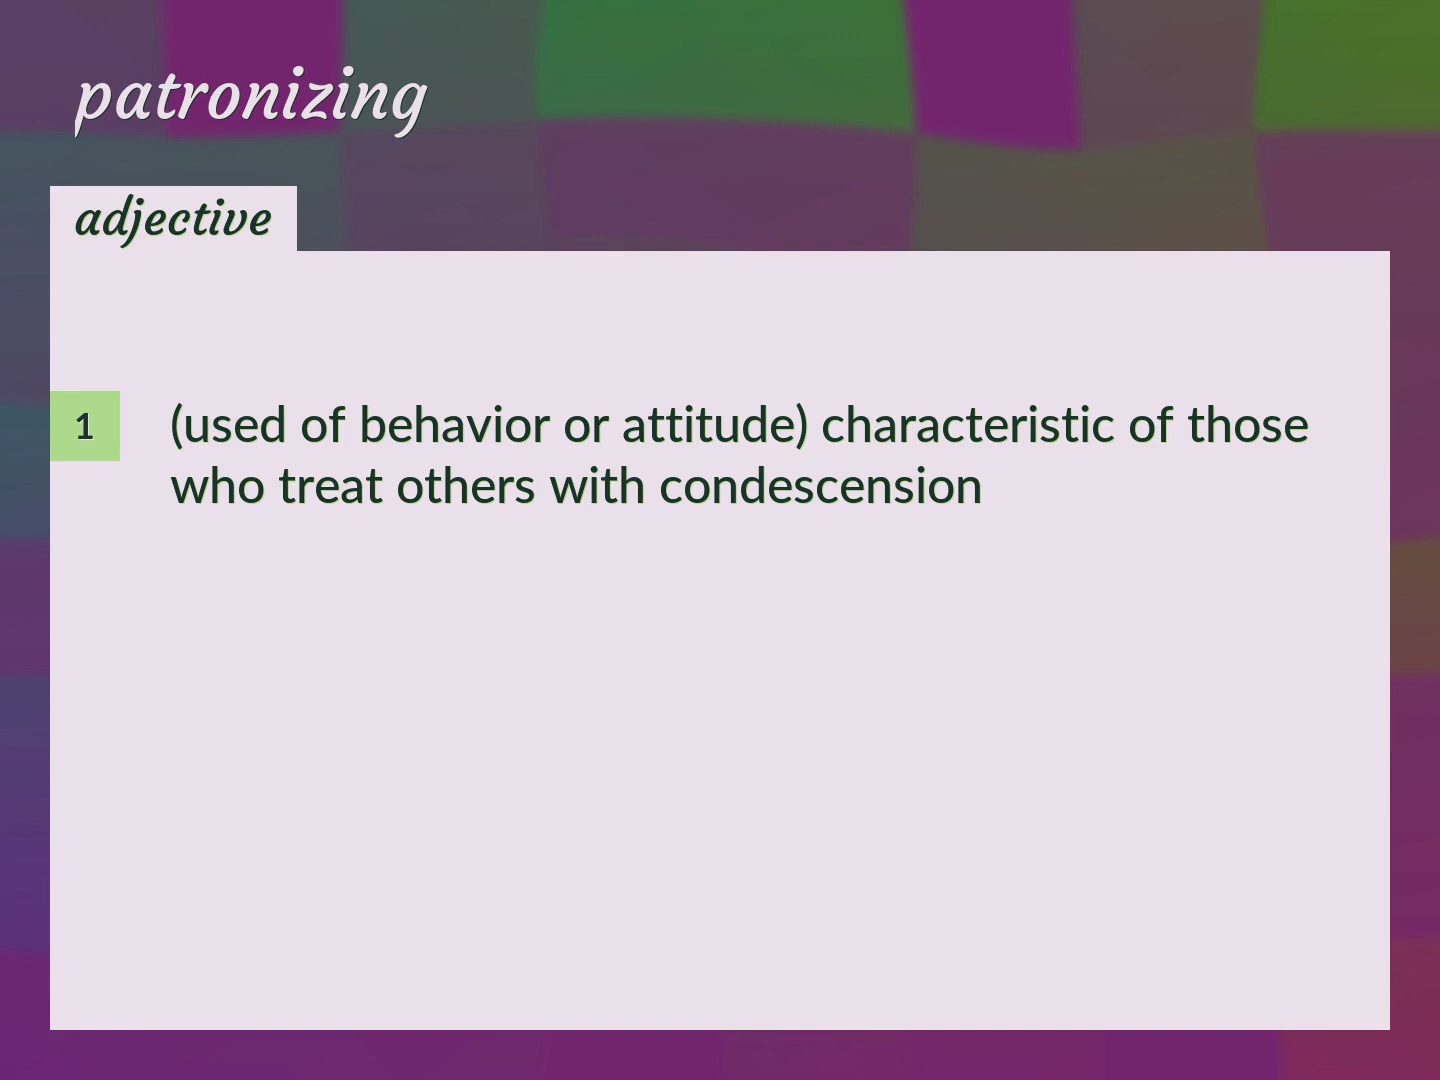 patronizing
adjective
1
(used of behavior or attitude) characteristic of those
who treat others with condescension